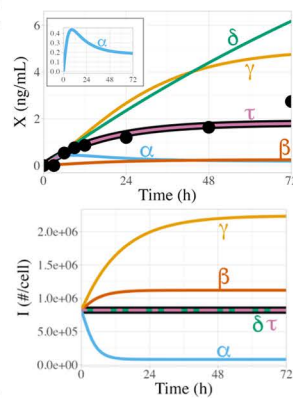 X (ng/mL)
6
4
2
0
0.4
0.3
0.2
0.1
0.0
0 24 48 72
α
δ
γ
τ
α
β
0 24 48 72
Time (h)
I (#/cell)
2.0e+06
1.5e+06
1.0e+06
5.0e+05
0.0e+00
γ
β
δ τ
α
0 24 48 72
Time (h)